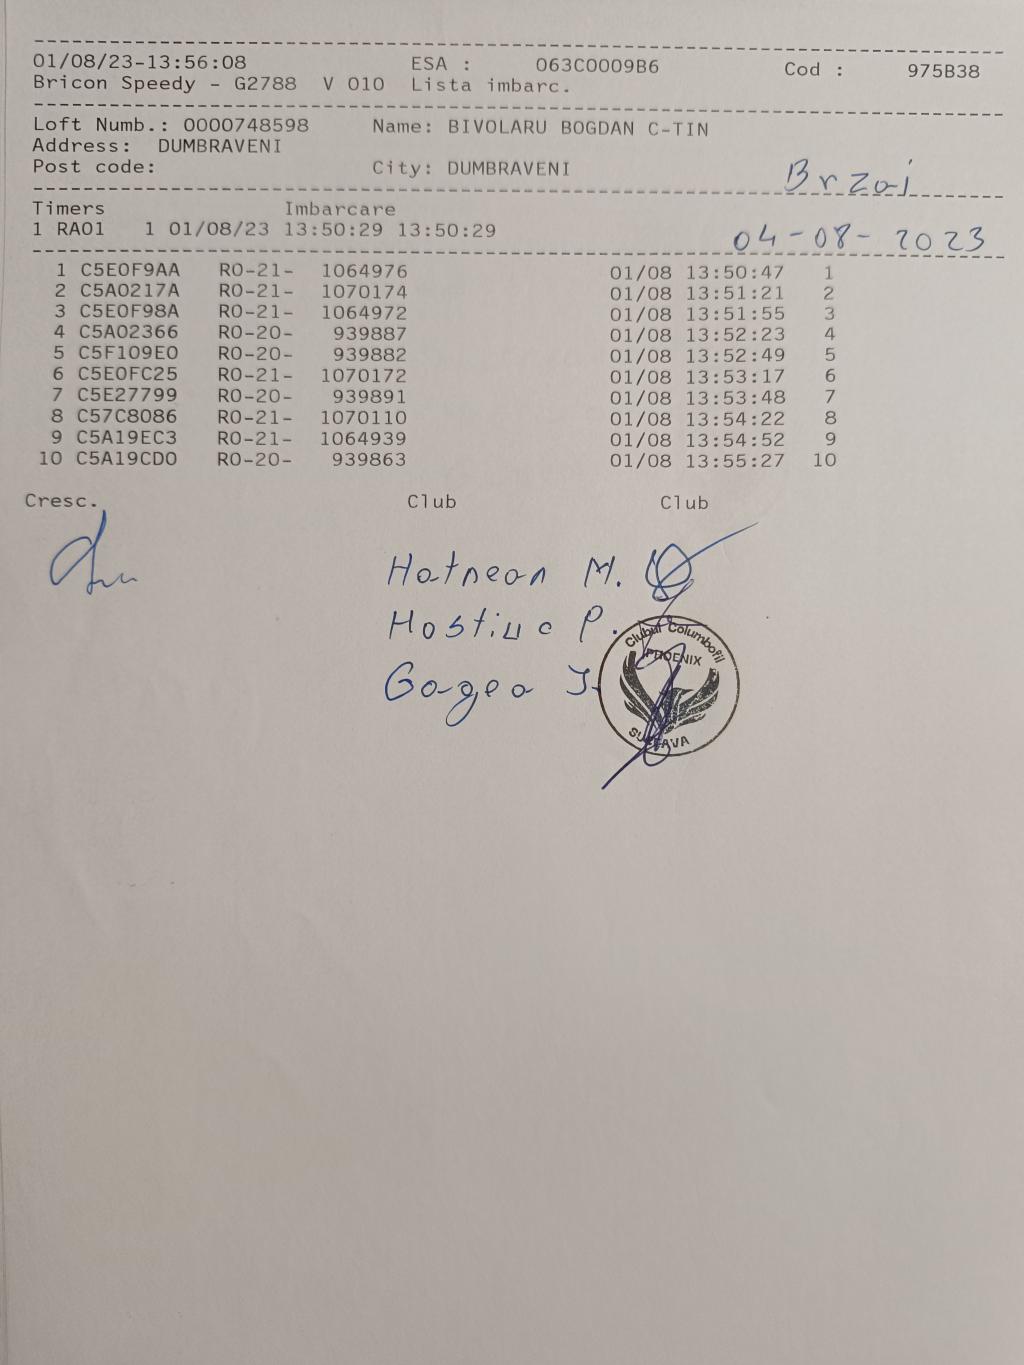 01/08/23-13:56:08 ESA : 063C0009B6 Cod : 975B38
Bricon Speedy - G2788 V 010 Lista imbarc.
Loft Numb.: 0000748598 Name: BIVOLARU BOGDAN C-TIN
Address: DUMBRAVENI
Post code: City: DUMBRAVENI
Brzai
Timers Imbarcare
1 RA01 1 01/08/23 13:50:29 13:50:29
04-08-2023
1 C5E0F9AA RO-21- 1064976 01/08 13:50:47 1
2 C5A0217A RO-21- 1070174 01/08 13:51:21 2
3 C5E0F98A RO-21- 1064972 01/08 13:51:55 3
4 C5A02366 RO-20- 939887 01/08 13:52:23 4
5 C5F109E0 RO-20- 939882 01/08 13:52:49 5
6 C5E0FC25 RO-21- 1070172 01/08 13:53:17 6
7 C5E27799 RO-20- 939891 01/08 13:53:48 7
8 C57C8086 RO-21- 1070110 01/08 13:54:22 8
9 C5A19EC3 RO-21- 1064939 01/08 13:54:52 9
10 C5A19CD0 RO-20- 939863 01/08 13:55:27 10
Cresc. Club Club
Hatnean M.
Hostiuc P.
Gagea I.
Clubul Columbofil
PHOENIX
SUCEAVA